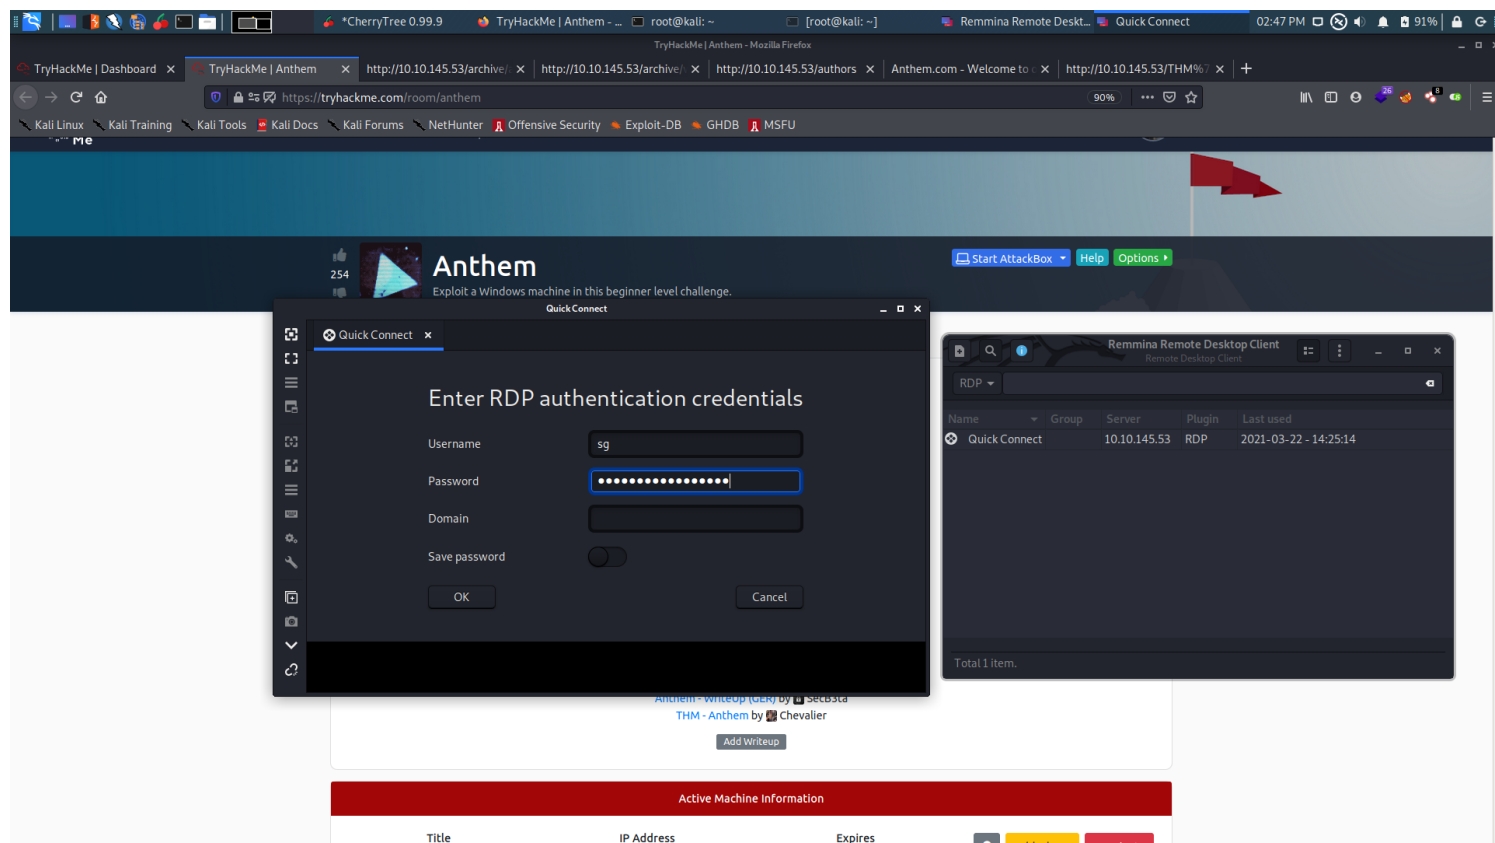 *CherryTree 0.99.9
TryHackMe | Anthem - ...
root@kali: ~
[root@kali: ~]
Remmina Remote Deskt...
Quick Connect
02:47 PM
91%
TryHackMe | Anthem - Mozilla Firefox
TryHackMe | Dashboard
TryHackMe | Anthem
http://10.10.145.53/archive/
http://10.10.145.53/archive/
http://10.10.145.53/authors
Anthem.com - Welcome to
http://10.10.145.53/THM%7
https://tryhackme.com/room/anthem
90%
26
8
Kali Linux
Kali Training
Kali Tools
Kali Docs
Kali Forums
NetHunter
Offensive Security
Exploit-DB
GHDB
MSFU
Me
254
Anthem
Exploit a Windows machine in this beginner level challenge.
Start AttackBox
Help
Options
Quick Connect
Quick Connect
Enter RDP authentication credentials
Username
sg
Password
Domain
Save password
OK
Cancel
Remmina Remote Desktop Client
Remote Desktop Client
RDP
Name
Group
Server
Plugin
Last used
Quick Connect
10.10.145.53
RDP
2021-03-22 - 14:25:14
Total 1 item.
Anthem - WriteUp (GER) by SecB3ta
THM - Anthem by Chevalier
Add Writeup
Active Machine Information
Title
IP Address
Expires